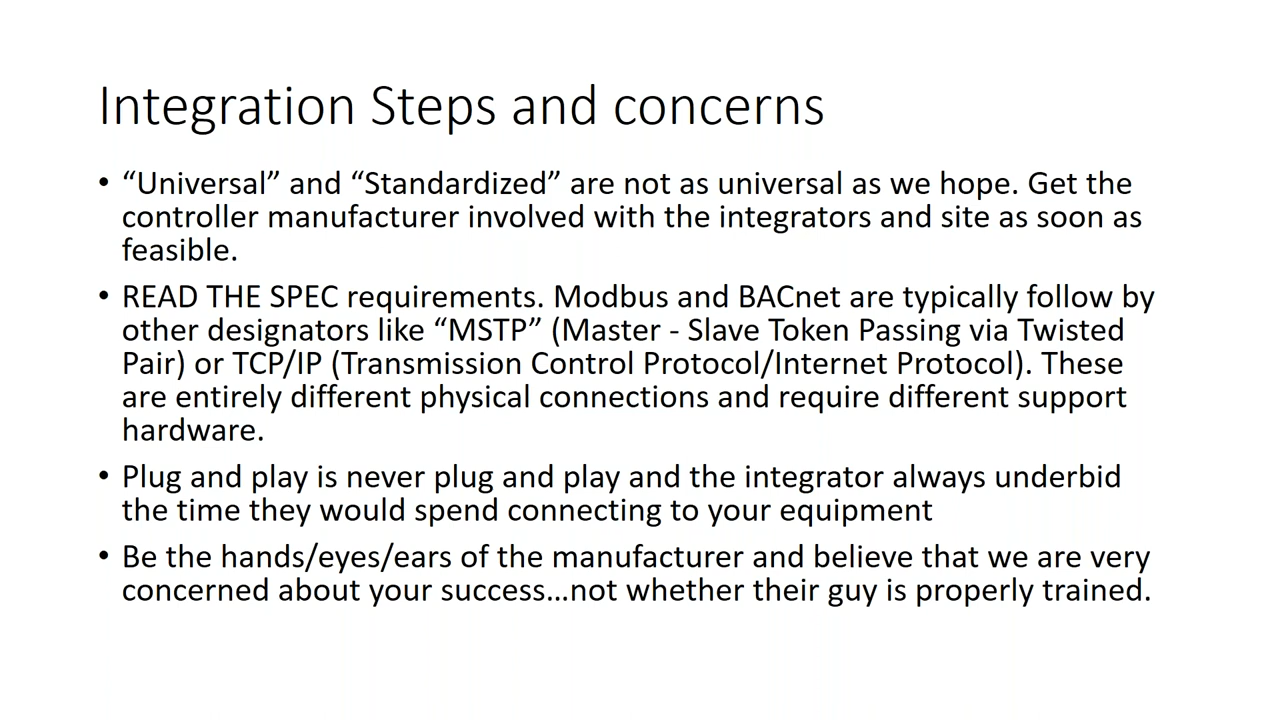 Integration Steps and concerns
• “Universal” and “Standardized” are not as universal as we hope. Get the
controller manufacturer involved with the integrators and site as soon as
feasible.
• READ THE SPEC requirements. Modbus and BACnet are typically follow by
other designators like “MSTP” (Master - Slave Token Passing via Twisted
Pair) or TCP/IP (Transmission Control Protocol/Internet Protocol). These
are entirely different physical connections and require different support
hardware.
• Plug and play is never plug and play and the integrator always underbid
the time they would spend connecting to your equipment
• Be the hands/eyes/ears of the manufacturer and believe that we are very
concerned about your success…not whether their guy is properly trained.